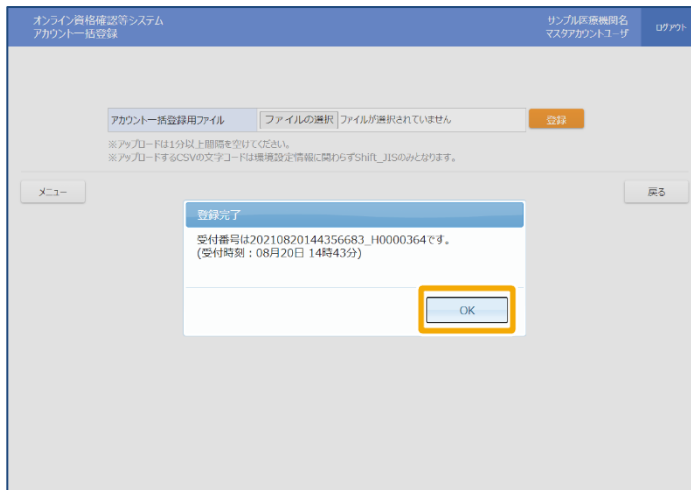 オンライン資格確認等システム
アカウント一括登録
サンプル医療機関名
マスタアカウントユーザ
ログアウト
アカウント一括登録用ファイル
ファイルの選択 ファイルが選択されていません
登録
※アップロードは1分以上間隔を空けてください。
※アップロードするCSVの文字コードは環境設定情報に関わらずShift_JISのみとなります。
メニュー
戻る
登録完了
受付番号は20210820144356683_H0000364です。
(受付時刻：08月20日 14時43分)
OK